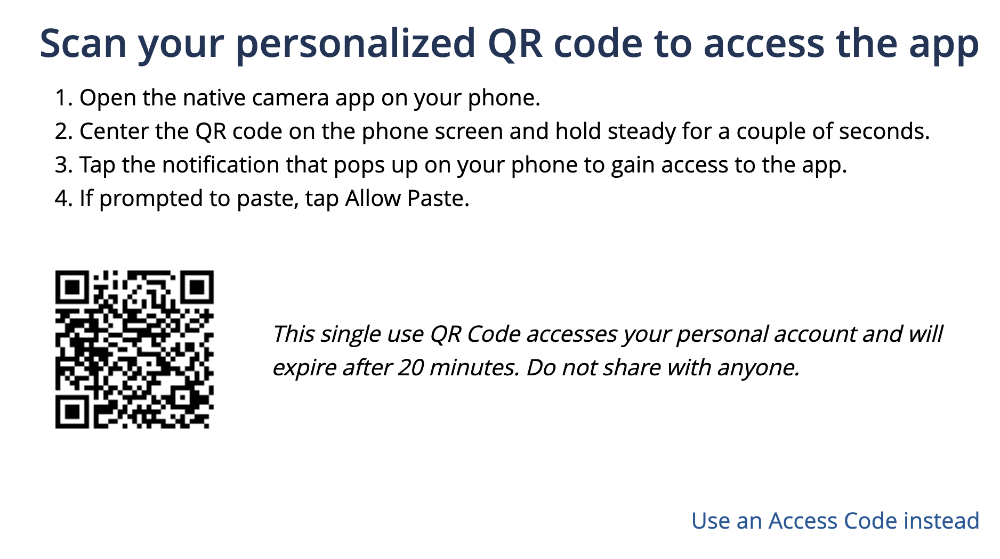 Scan your personalized QR code to access the app
1. Open the native camera app on your phone.
2. Center the QR code on the phone screen and hold steady for a couple of seconds.
3. Tap the notification that pops up on your phone to gain access to the app.
4. If prompted to paste, tap Allow Paste.
This single use QR Code accesses your personal account and will
expire after 20 minutes. Do not share with anyone.
Use an Access Code instead